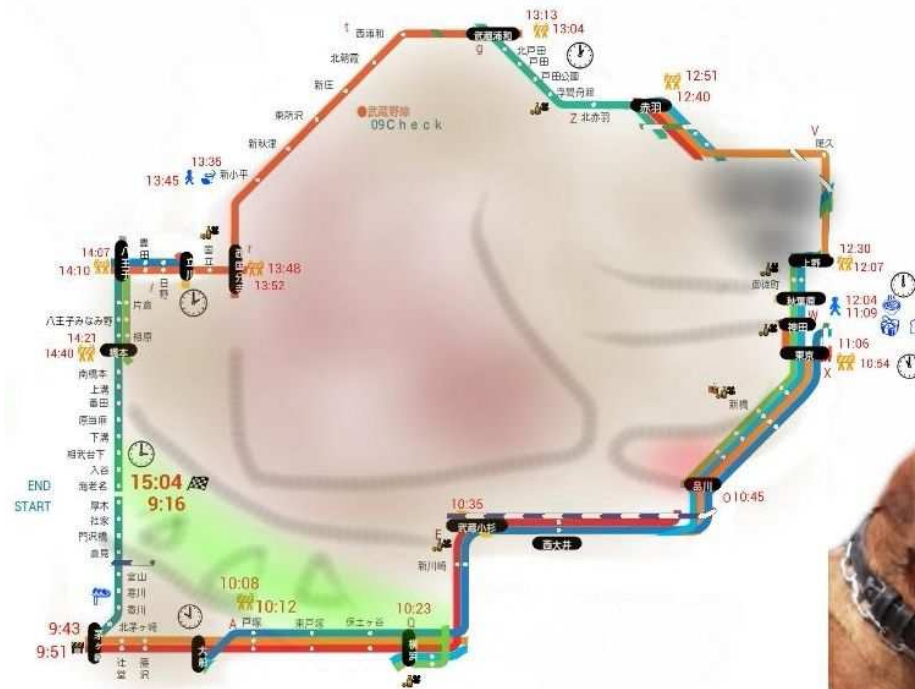 13:13
13:04
t 西浦和
武蔵浦和
g
北朝霞
北戸田
戸田
戸田公園
浮間舟渡
Z 北赤羽
12:51
12:40
赤羽
新庄
武蔵野線
09Check
東所沢
新秋津
V
尾久
13:36
13:45
新小平
r
13:48
13:52
14:07
14:10
八王子
豊田
日野
立川
国立
12:30
12:07
上野
御徒町
秋葉原
12:04
11:09
W
神田
東京
11:06
10:54
X
片倉
八王子みなみ野
相原
14:21
14:40
橋本
南橋本
上溝
番田
原当麻
下溝
相武台下
入谷
END
海老名
15:04
START
9:16
厚木
社家
門沢橋
倉見
宮山
寒川
香川
北茅ヶ崎
9:43
9:51
辻堂
藤沢
大船
10:08
10:12
A 戸塚
東戸塚
保土ヶ谷
10:23
Q
横浜
新川崎
E
10:35
武蔵小杉
西大井
品川
O 10:45
新橋